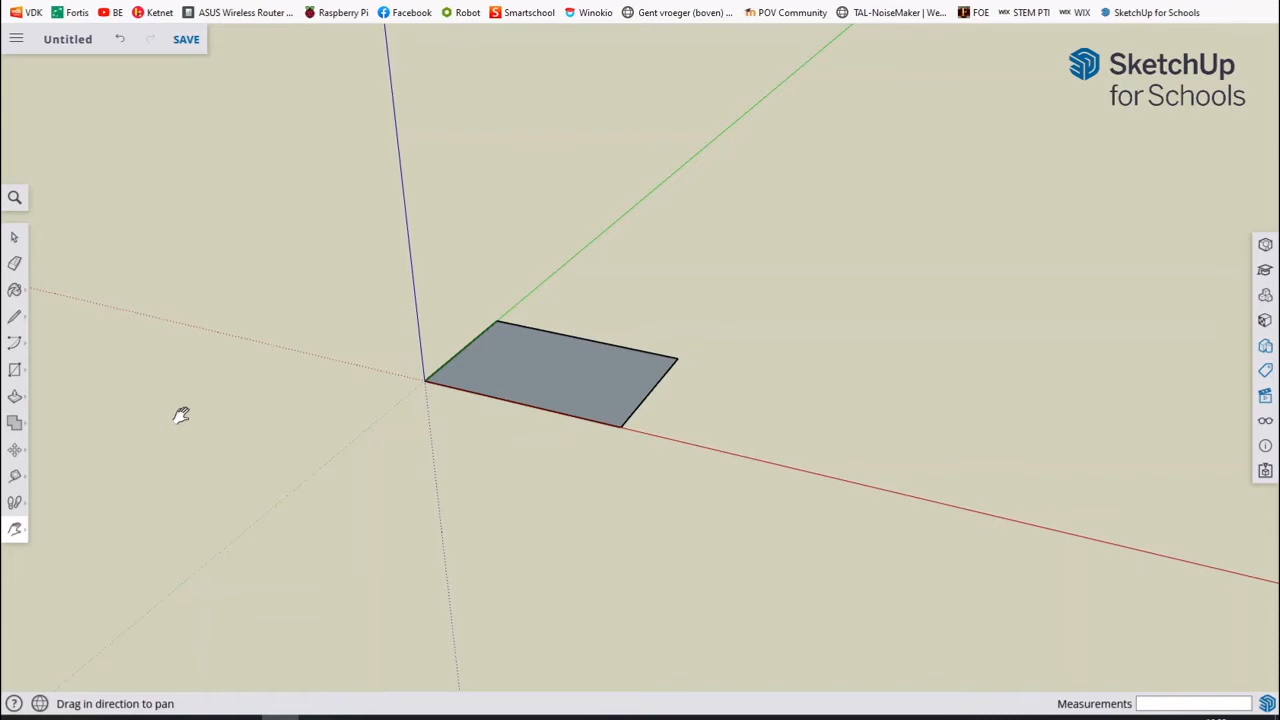 VDK Fortis BE Ketnet ASUS Wireless Router ... Raspberry Pi Facebook Robot Smartschool Winokio Gent vroeger (boven) ... POV Community TAL-NoiseMaker | We... FOE WIX STEM PTI WIX WIX SketchUp for Schools
Untitled SAVE
SketchUp
for Schools
Drag in direction to pan Measurements